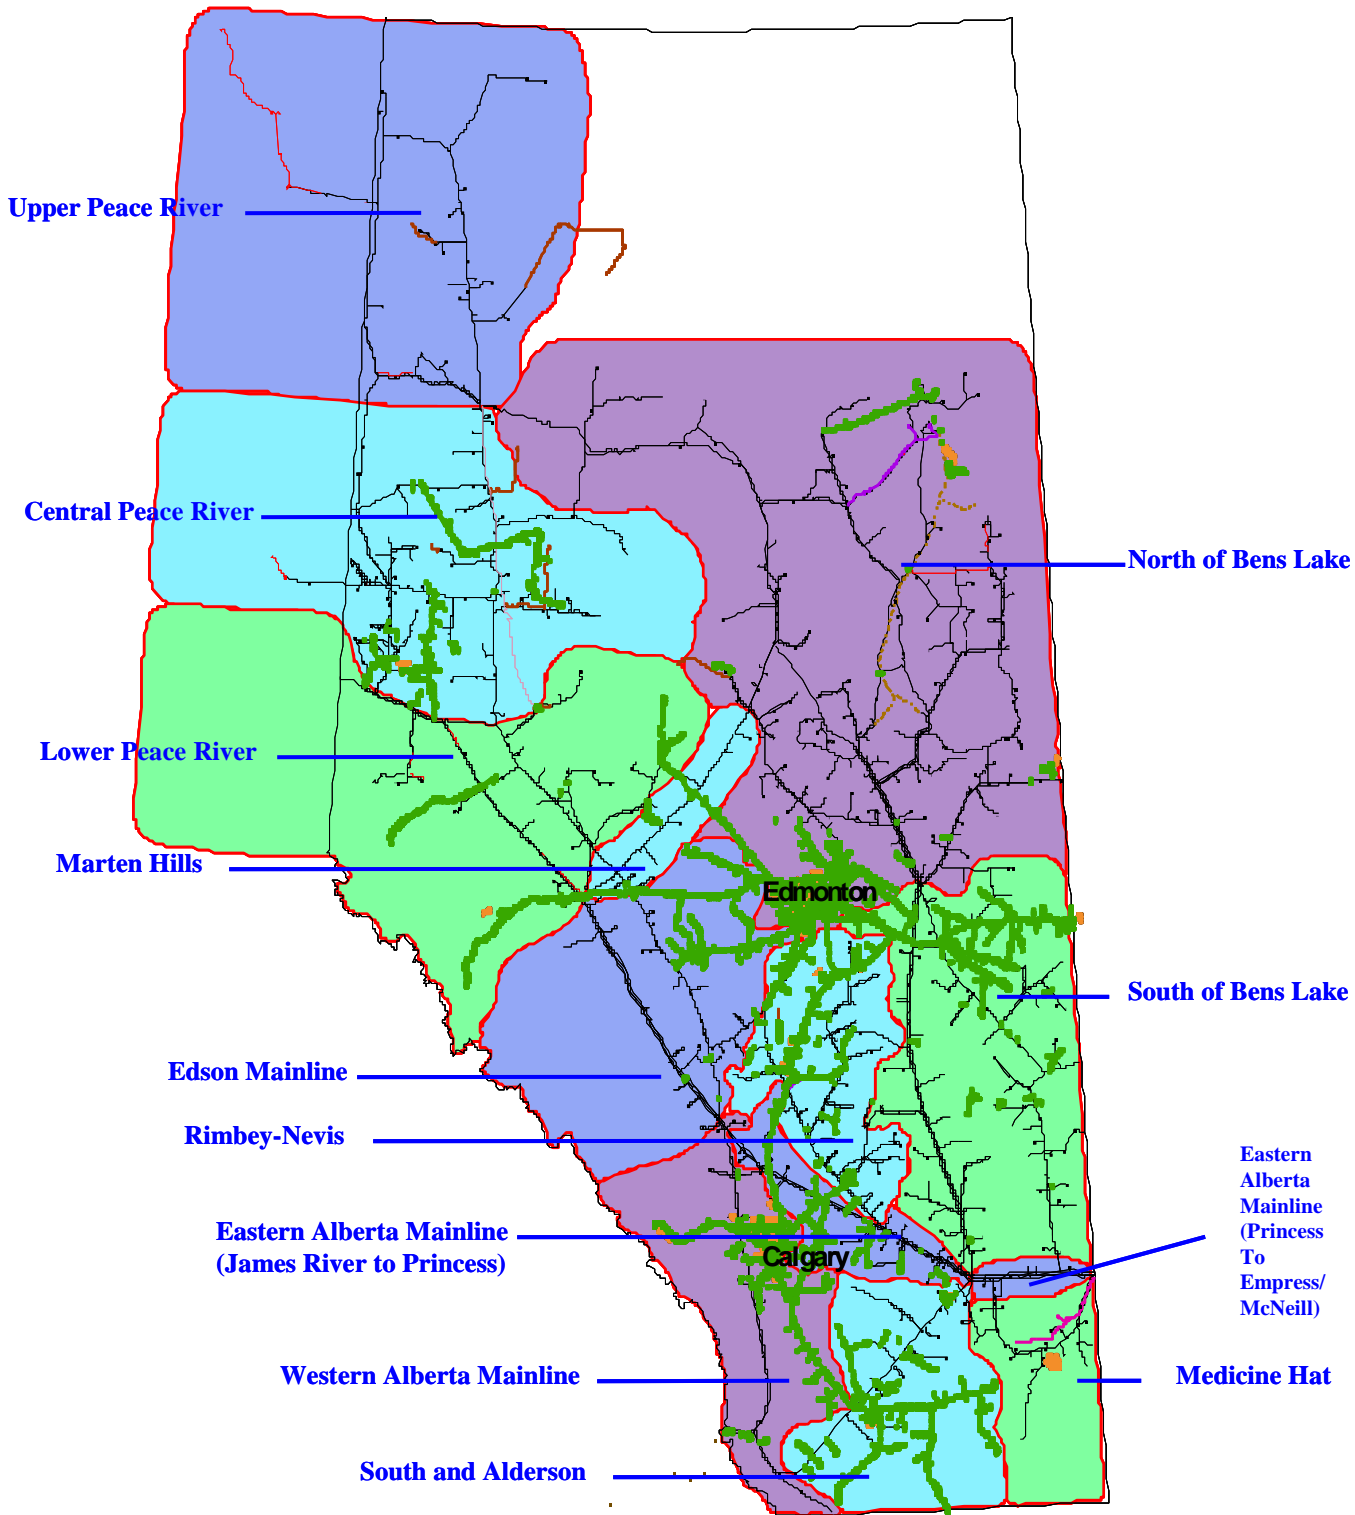 Upper Peace River
Central Peace River
North of Bens Lake
Lower Peace River
Marten Hills
Edmonton
South of Bens Lake
Edson Mainline
Rimbey-Nevis
Eastern
Alberta
Mainline
(Princess
To
Empress/
McNeill)
Eastern Alberta Mainline
(James River to Princess)
Calgary
Western Alberta Mainline
Medicine Hat
South and Alderson